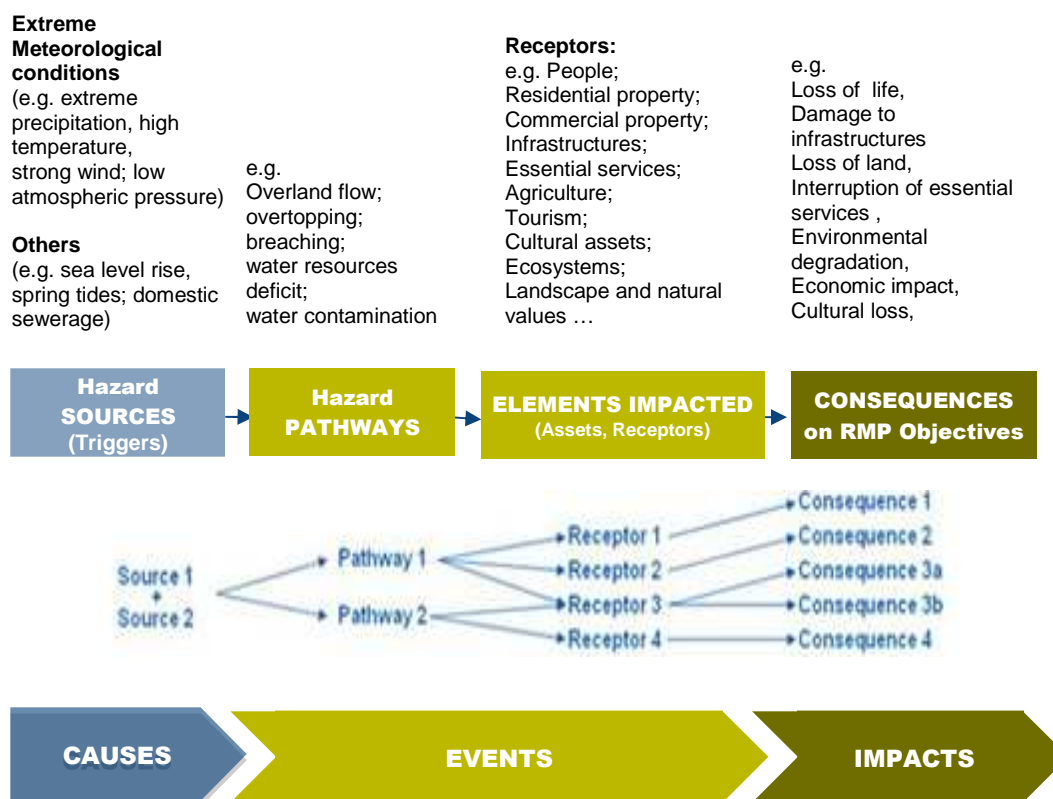 Extreme
Meteorological
conditions
(e.g. extreme
precipitation, high
temperature,
strong wind; low
atmospheric pressure)
Others
(e.g. sea level rise,
spring tides; domestic
sewerage)
e.g.
Overland flow;
overtopping;
breaching;
water resources
deficit;
water contamination
Receptors:
e.g. People;
Residential property;
Commercial property;
Infrastructures;
Essential services;
Agriculture;
Tourism;
Cultural assets;
Ecosystems;
Landscape and natural
values …
e.g.
Loss of life,
Damage to
infrastructures
Loss of land,
Interruption of essential
services ,
Environmental
degradation,
Economic impact,
Cultural loss,
Hazard
SOURCES
(Triggers)
Hazard
PATHWAYS
ELEMENTS IMPACTED
(Assets, Receptors)
CONSEQUENCES
on RMP Objectives
Source 1
+
Source 2
Pathway 1
Pathway 2
Receptor 1
Receptor 2
Receptor 3
Receptor 4
Consequence 1
Consequence 2
Consequence 3a
Consequence 3b
Consequence 4
CAUSES
EVENTS
IMPACTS